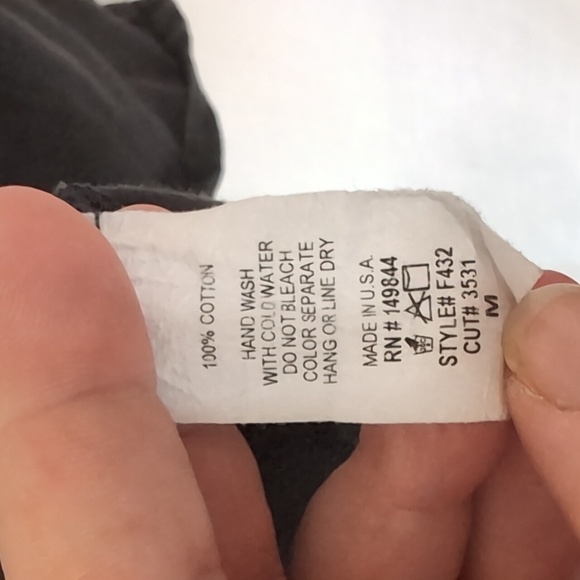 100% COTTON
HAND WASH
WITH COLD WATER
DO NOT BLEACH
COLOR SEPARATE
HANG OR LINE DRY
MADE IN U.S.A.
RN # 149844
STYLE# F432
CUT# 3531
M